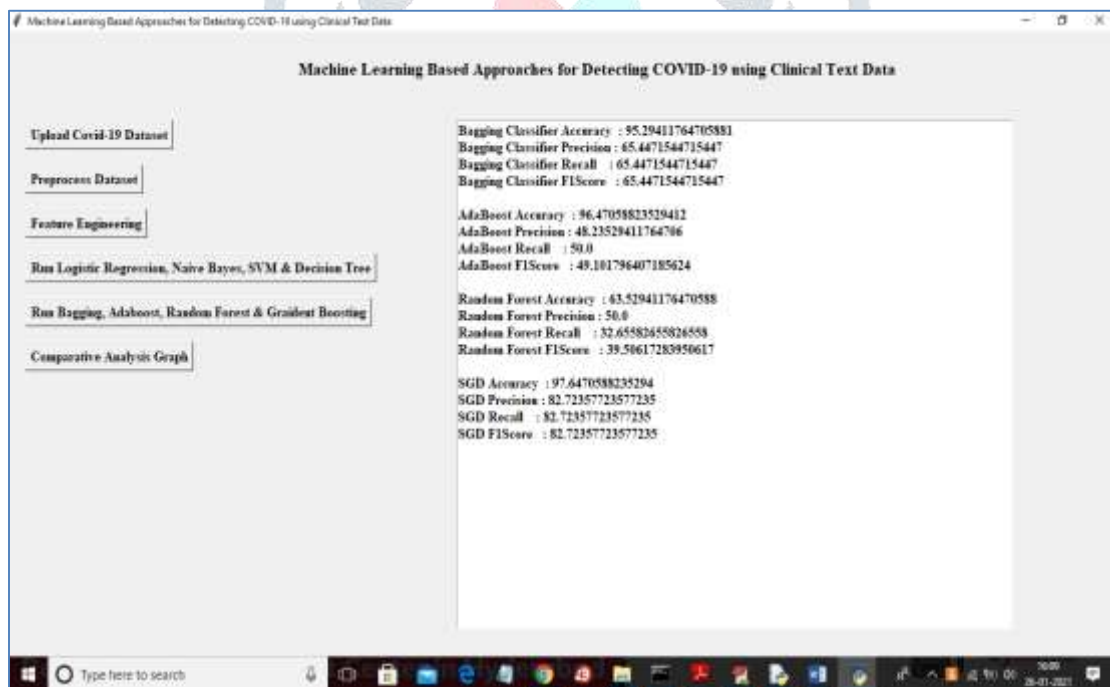 Machine Learning Based Approaches for Detecting COVID-19 using Clinical Text Data
Machine Learning Based Approaches for Detecting COVID-19 using Clinical Text Data
Upload Covid-19 Dataset
Preprocess Dataset
Feature Engineering
Run Logistic Regression, Naive Bayes, SVM & Decision Tree
Run Bagging, Adaboost, Random Forest & Graident Boosting
Comparative Analysis Graph
Bagging Classifier Accuracy : 95.29411764705881
Bagging Classifier Precision : 65.4471544715447
Bagging Classifier Recall : 65.4471544715447
Bagging Classifier F1Score : 65.4471544715447
AdaBoost Accuracy : 96.47058823529412
AdaBoost Precision : 48.23529411764706
AdaBoost Recall : 50.0
AdaBoost F1Score : 49.101796407185624
Random Forest Accuracy : 63.52941176470588
Random Forest Precision : 50.0
Random Forest Recall : 32.65582655826558
Random Forest F1Score : 39.50617283950617
SGD Accuracy : 97.6470588235294
SGD Precision : 82.72357723577235
SGD Recall : 82.72357723577235
SGD F1Score : 82.72357723577235
Type here to search
26-01-2021